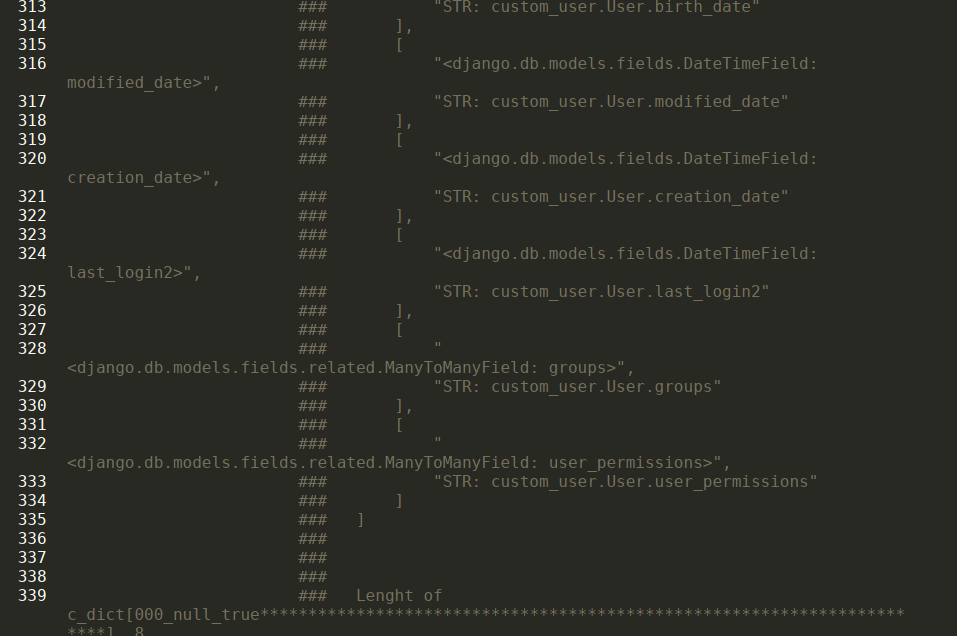 313 ### "STR: custom_user.User.birth_date"
314 ### ],
315 ### [
316 ### "<django.db.models.fields.DateTimeField:
modified_date>",
317 ### "STR: custom_user.User.modified_date"
318 ### ],
319 ### [
320 ### "<django.db.models.fields.DateTimeField:
creation_date>",
321 ### "STR: custom_user.User.creation_date"
322 ### ],
323 ### [
324 ### "<django.db.models.fields.DateTimeField:
last_login2>",
325 ### "STR: custom_user.User.last_login2"
326 ### ],
327 ### [
328 ### "
<django.db.models.fields.related.ManyToManyField: groups>",
329 ### "STR: custom_user.User.groups"
330 ### ],
331 ### [
332 ### "
<django.db.models.fields.related.ManyToManyField: user_permissions>",
333 ### "STR: custom_user.User.user_permissions"
334 ### ]
335 ### ]
336 ###
337 ###
338 ###
339 ### Lenght of
c_dict[000_null_true*******************************************************************
****] 8